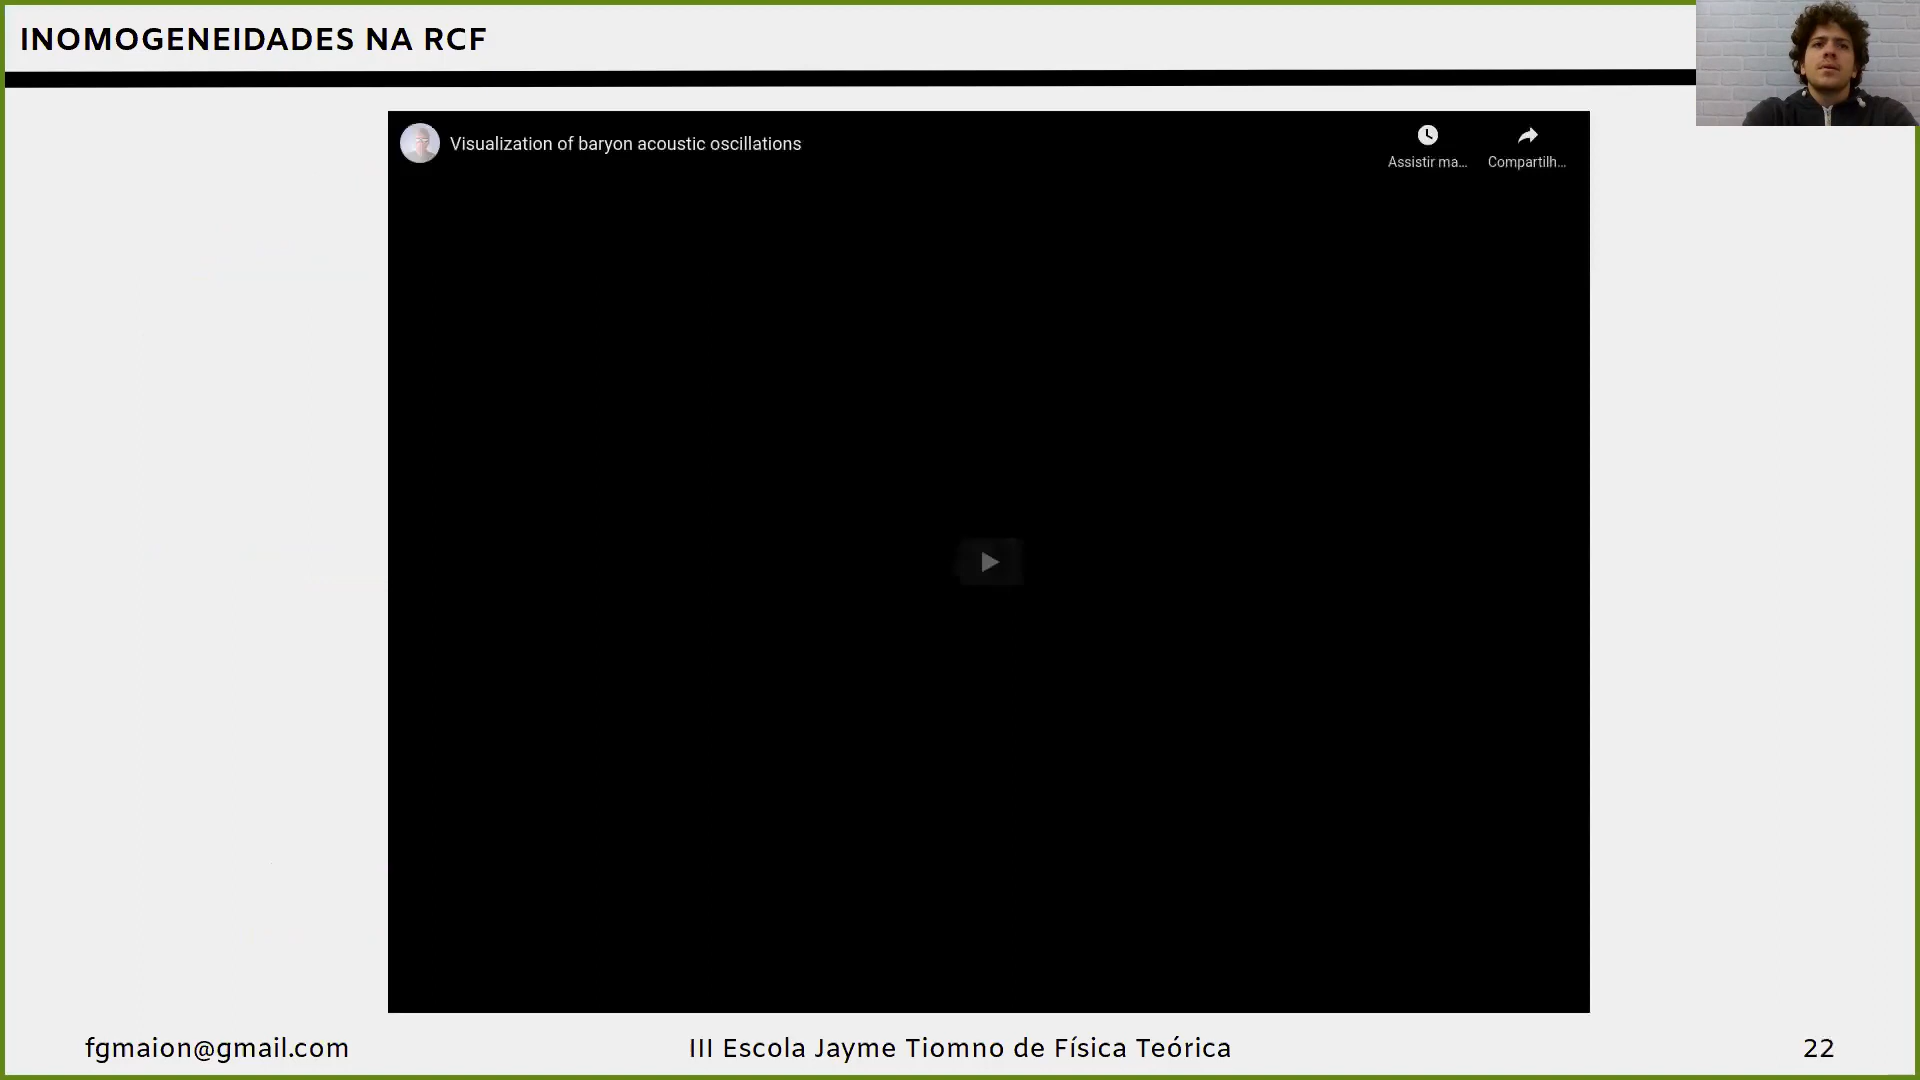 INOMOGENEIDADES NA RCF
Visualization of baryon acoustic oscillations
Assistir ma...
Compartilh...
fgmaion@gmail.com
III Escola Jayme Tiomno de Física Teórica
22